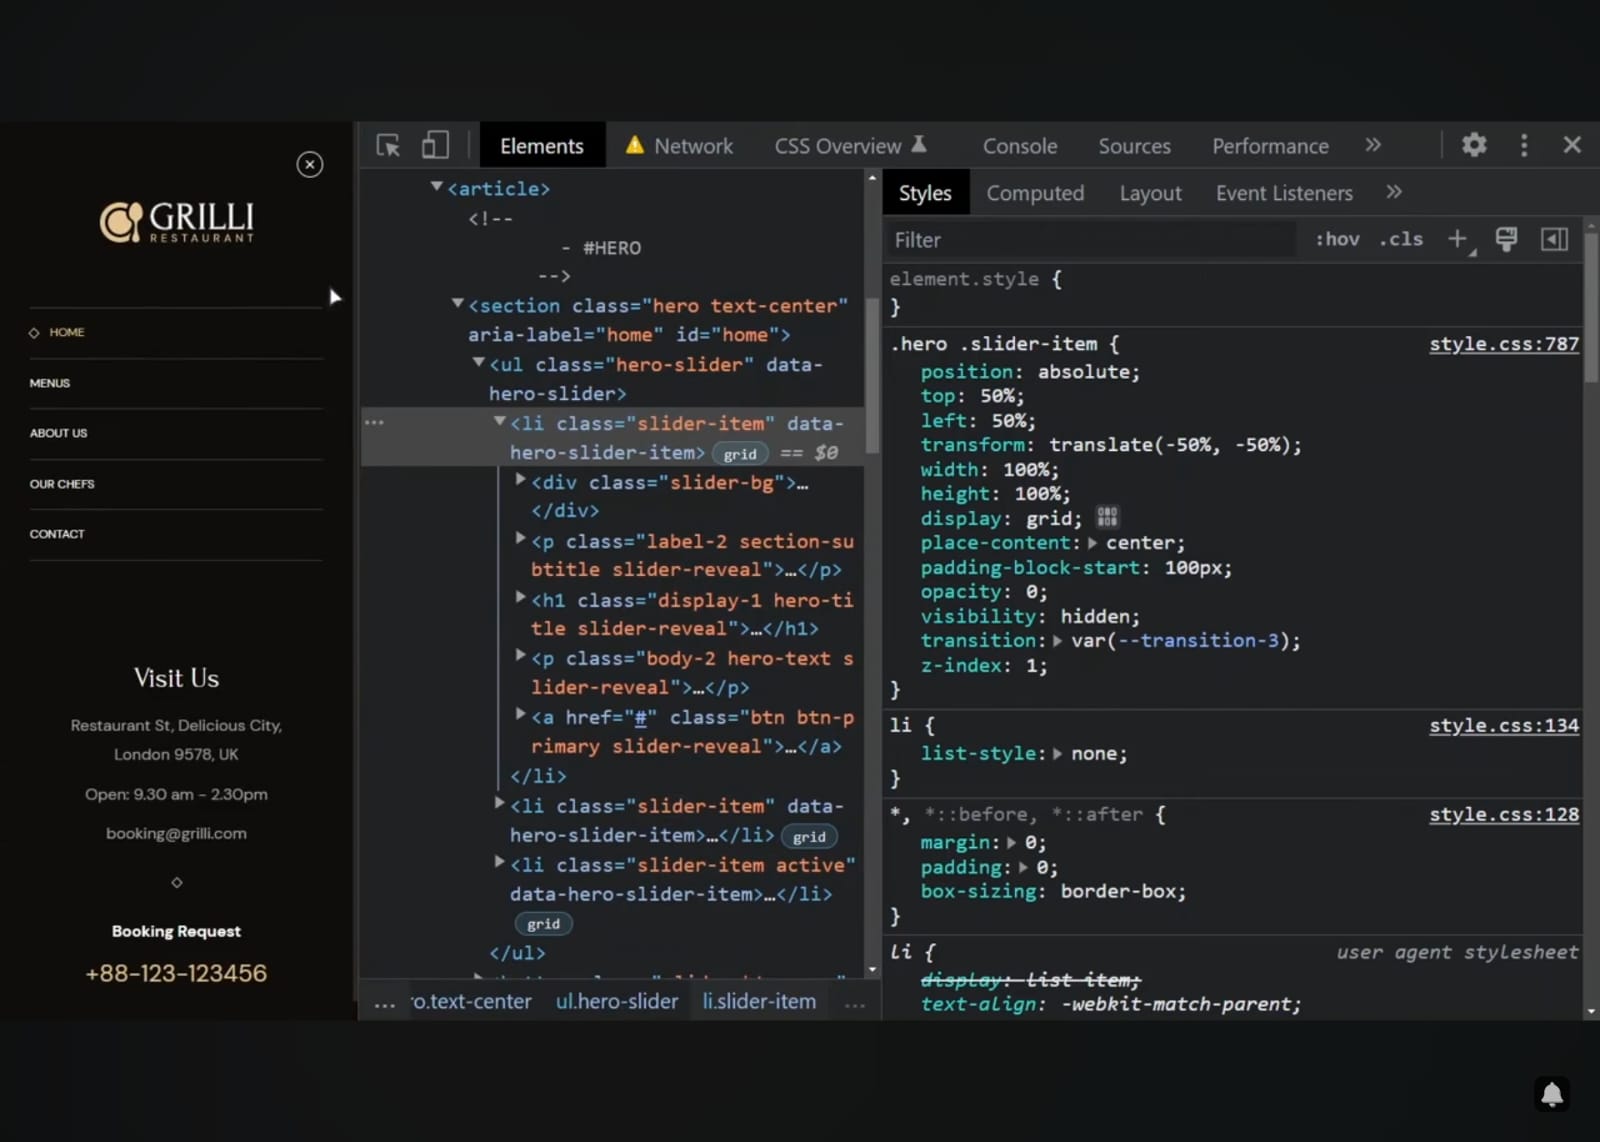 GRILLI
RESTAURANT
HOME
MENUS
ABOUT US
OUR CHEFS
CONTACT
Visit Us
Restaurant St, Delicious City,
London 9578, UK
Open: 9.30 am - 2.30pm
booking@grilli.com
Booking Request
+88-123-123456
Elements Network CSS Overview Console Sources Performance »
<article>
<!--
- #HERO
-->
<section class="hero text-center"
aria-label="home" id="home">
<ul class="hero-slider" data-
hero-slider>
<li class="slider-item" data-
hero-slider-item> grid == $0
<div class="slider-bg">…
</div>
<p class="label-2 section-su
btitle slider-reveal">…</p>
<h1 class="display-1 hero-ti
tle slider-reveal">…</h1>
<p class="body-2 hero-text s
lider-reveal">…</p>
<a href="#" class="btn btn-p
rimary slider-reveal">…</a>
</li>
<li class="slider-item" data-
hero-slider-item>…</li> grid
<li class="slider-item active"
data-hero-slider-item>…</li>
grid
</ul>
... ro.text-center ul.hero-slider li.slider-item ...
Styles Computed Layout Event Listeners »
Filter :hov .cls +
element.style {
}
.hero .slider-item { style.css:787
position: absolute;
top: 50%;
left: 50%;
transform: translate(-50%, -50%);
width: 100%;
height: 100%;
display: grid;
place-content: center;
padding-block-start: 100px;
opacity: 0;
visibility: hidden;
transition: var(--transition-3);
z-index: 1;
}
li { style.css:134
list-style: none;
}
*, *::before, *::after { style.css:128
margin: 0;
padding: 0;
box-sizing: border-box;
}
li { user agent stylesheet
display: list-item;
text-align: -webkit-match-parent;